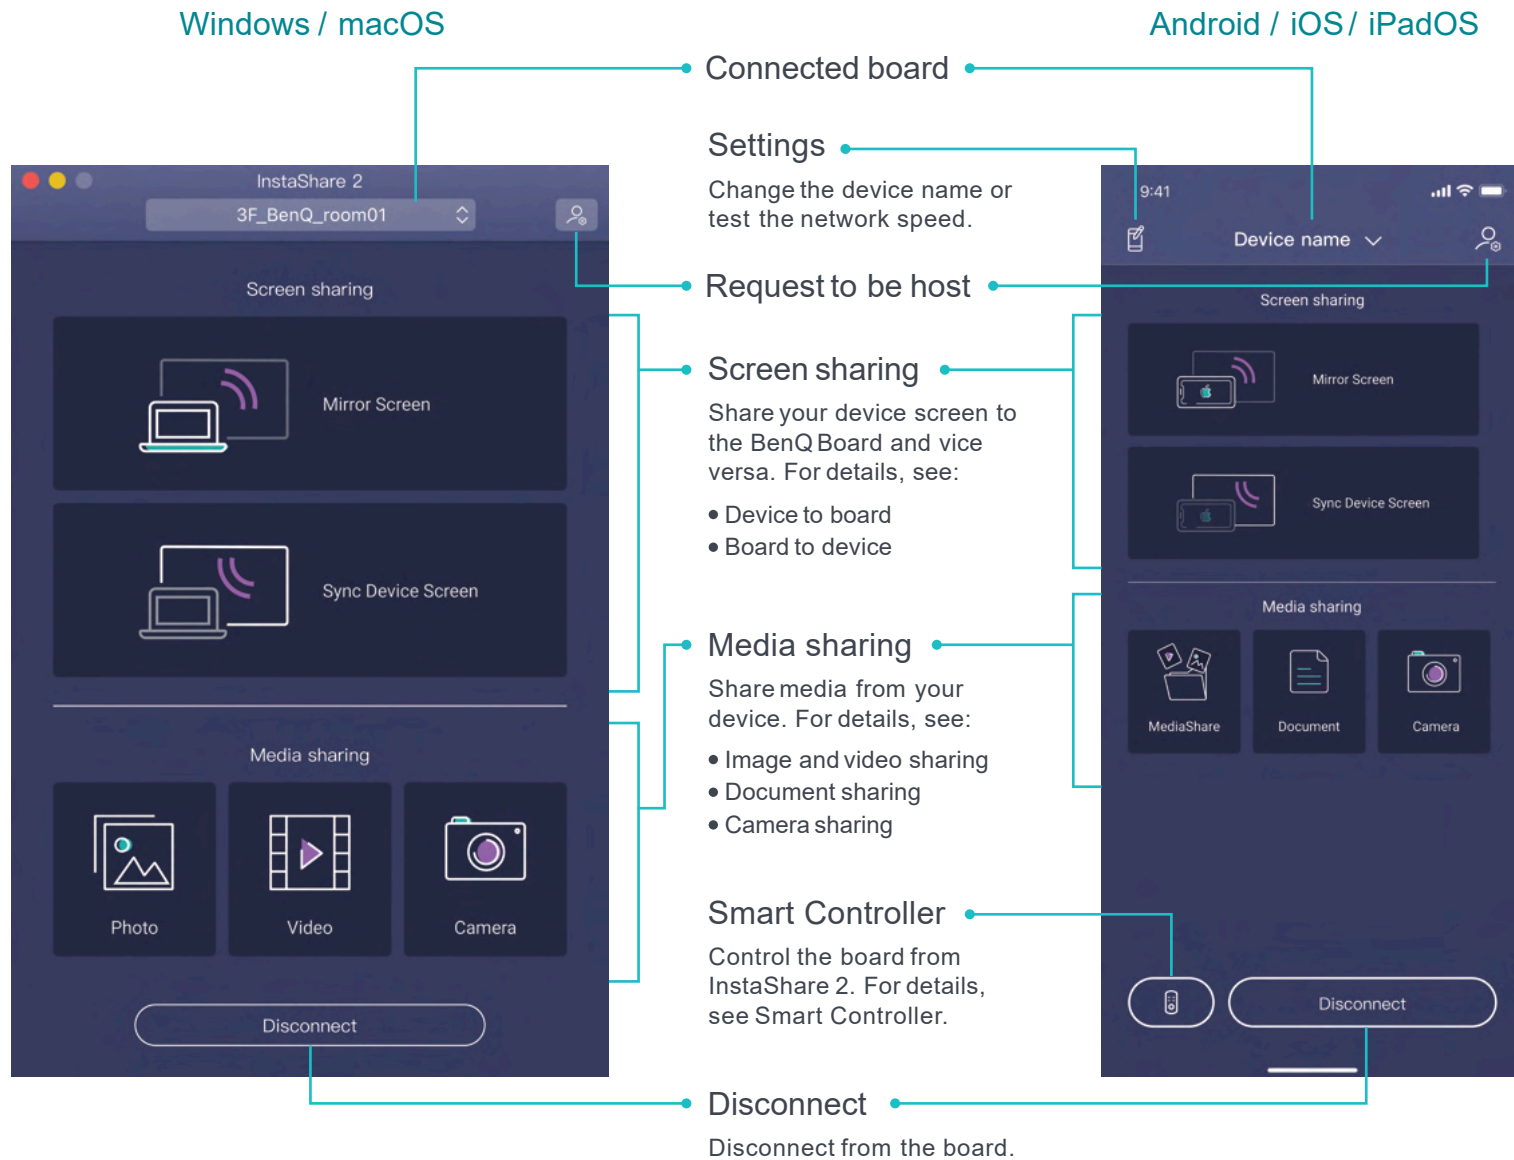 Windows / macOS
Android / iOS / iPadOS
Connected board
Settings
Change the device name or
test the network speed.
Request to be host
Screen sharing
Share your device screen to
the BenQ Board and vice
versa. For details, see:
• Device to board
• Board to device
Media sharing
Share media from your
device. For details, see:
• Image and video sharing
• Document sharing
• Camera sharing
Smart Controller
Control the board from
InstaShare 2. For details,
see Smart Controller.
Disconnect
Disconnect from the board.
InstaShare 2
3F_BenQ_room01
Screen sharing
Mirror Screen
Sync Device Screen
Media sharing
Photo
Video
Camera
Disconnect
9:41
Device name
Screen sharing
Mirror Screen
Sync Device Screen
Media sharing
MediaShare
Document
Camera
Disconnect